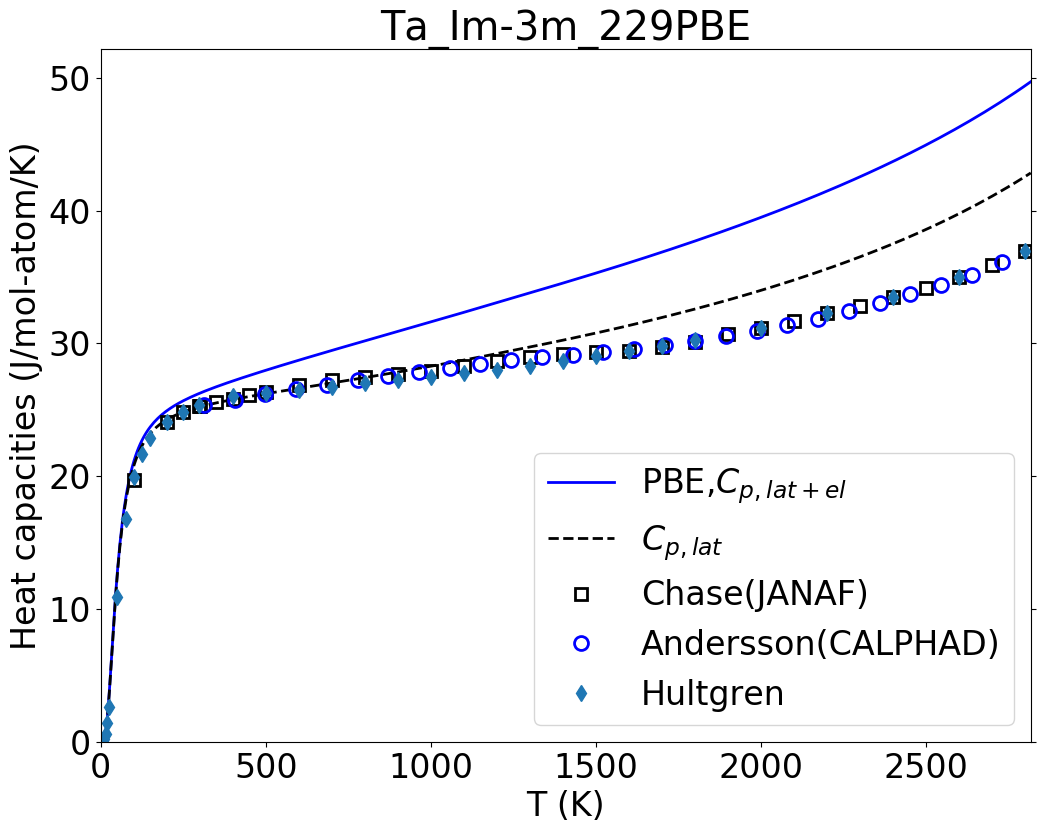 Ta_Im-3m_229PBE
Heat capacities (J/mol-atom/K)
50
40
30
20
10
0
PBE,C_{p, lat+el}
C_{p, lat}
Chase(JANAF)
Andersson(CALPHAD)
Hultgren
0 500 1000 1500 2000 2500
T (K)